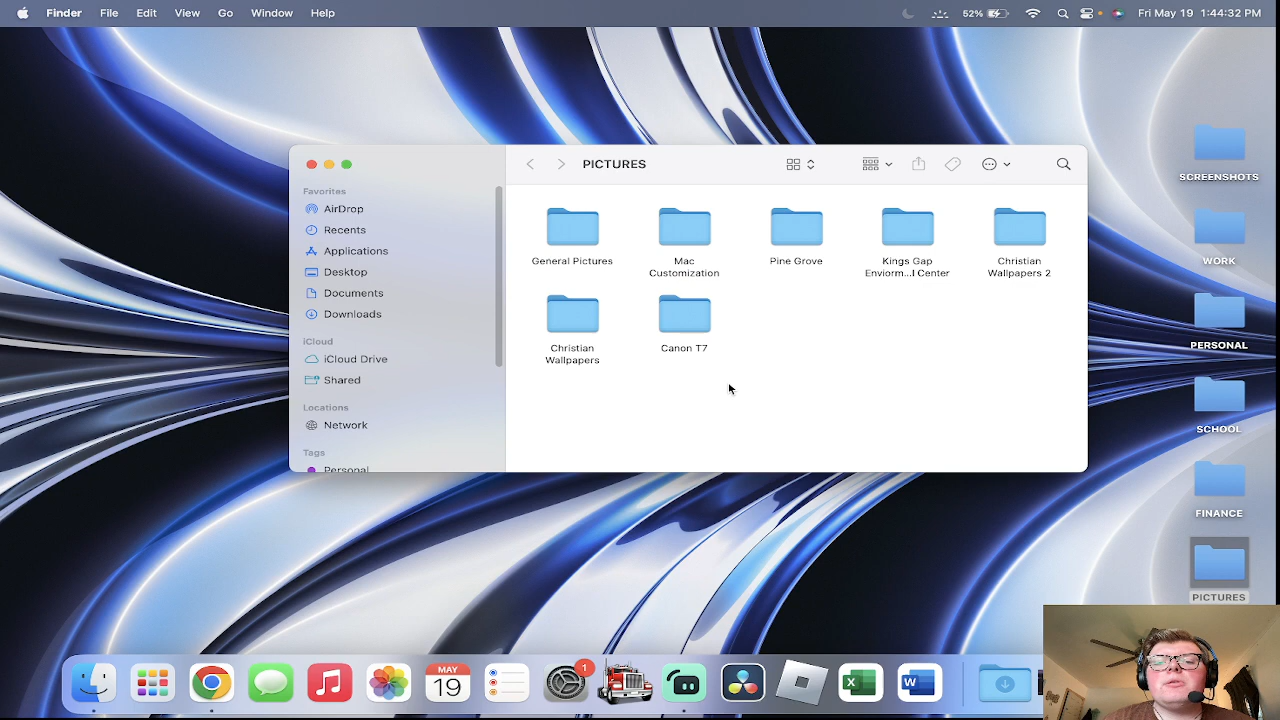 Finder File Edit View Go Window Help 52% Fri May 19 1:44:32 PM
PICTURES
Favorites
AirDrop
Recents
Applications
Desktop
Documents
Downloads
iCloud
iCloud Drive
Shared
Locations
Network
Tags
Personal
General Pictures
Mac
Customization
Pine Grove
Kings Gap
Enviorm...l Center
Christian
Wallpapers 2
Christian
Wallpapers
Canon T7
SCREENSHOTS
WORK
PERSONAL
SCHOOL
FINANCE
PICTURES
MAY
19
1
X
W